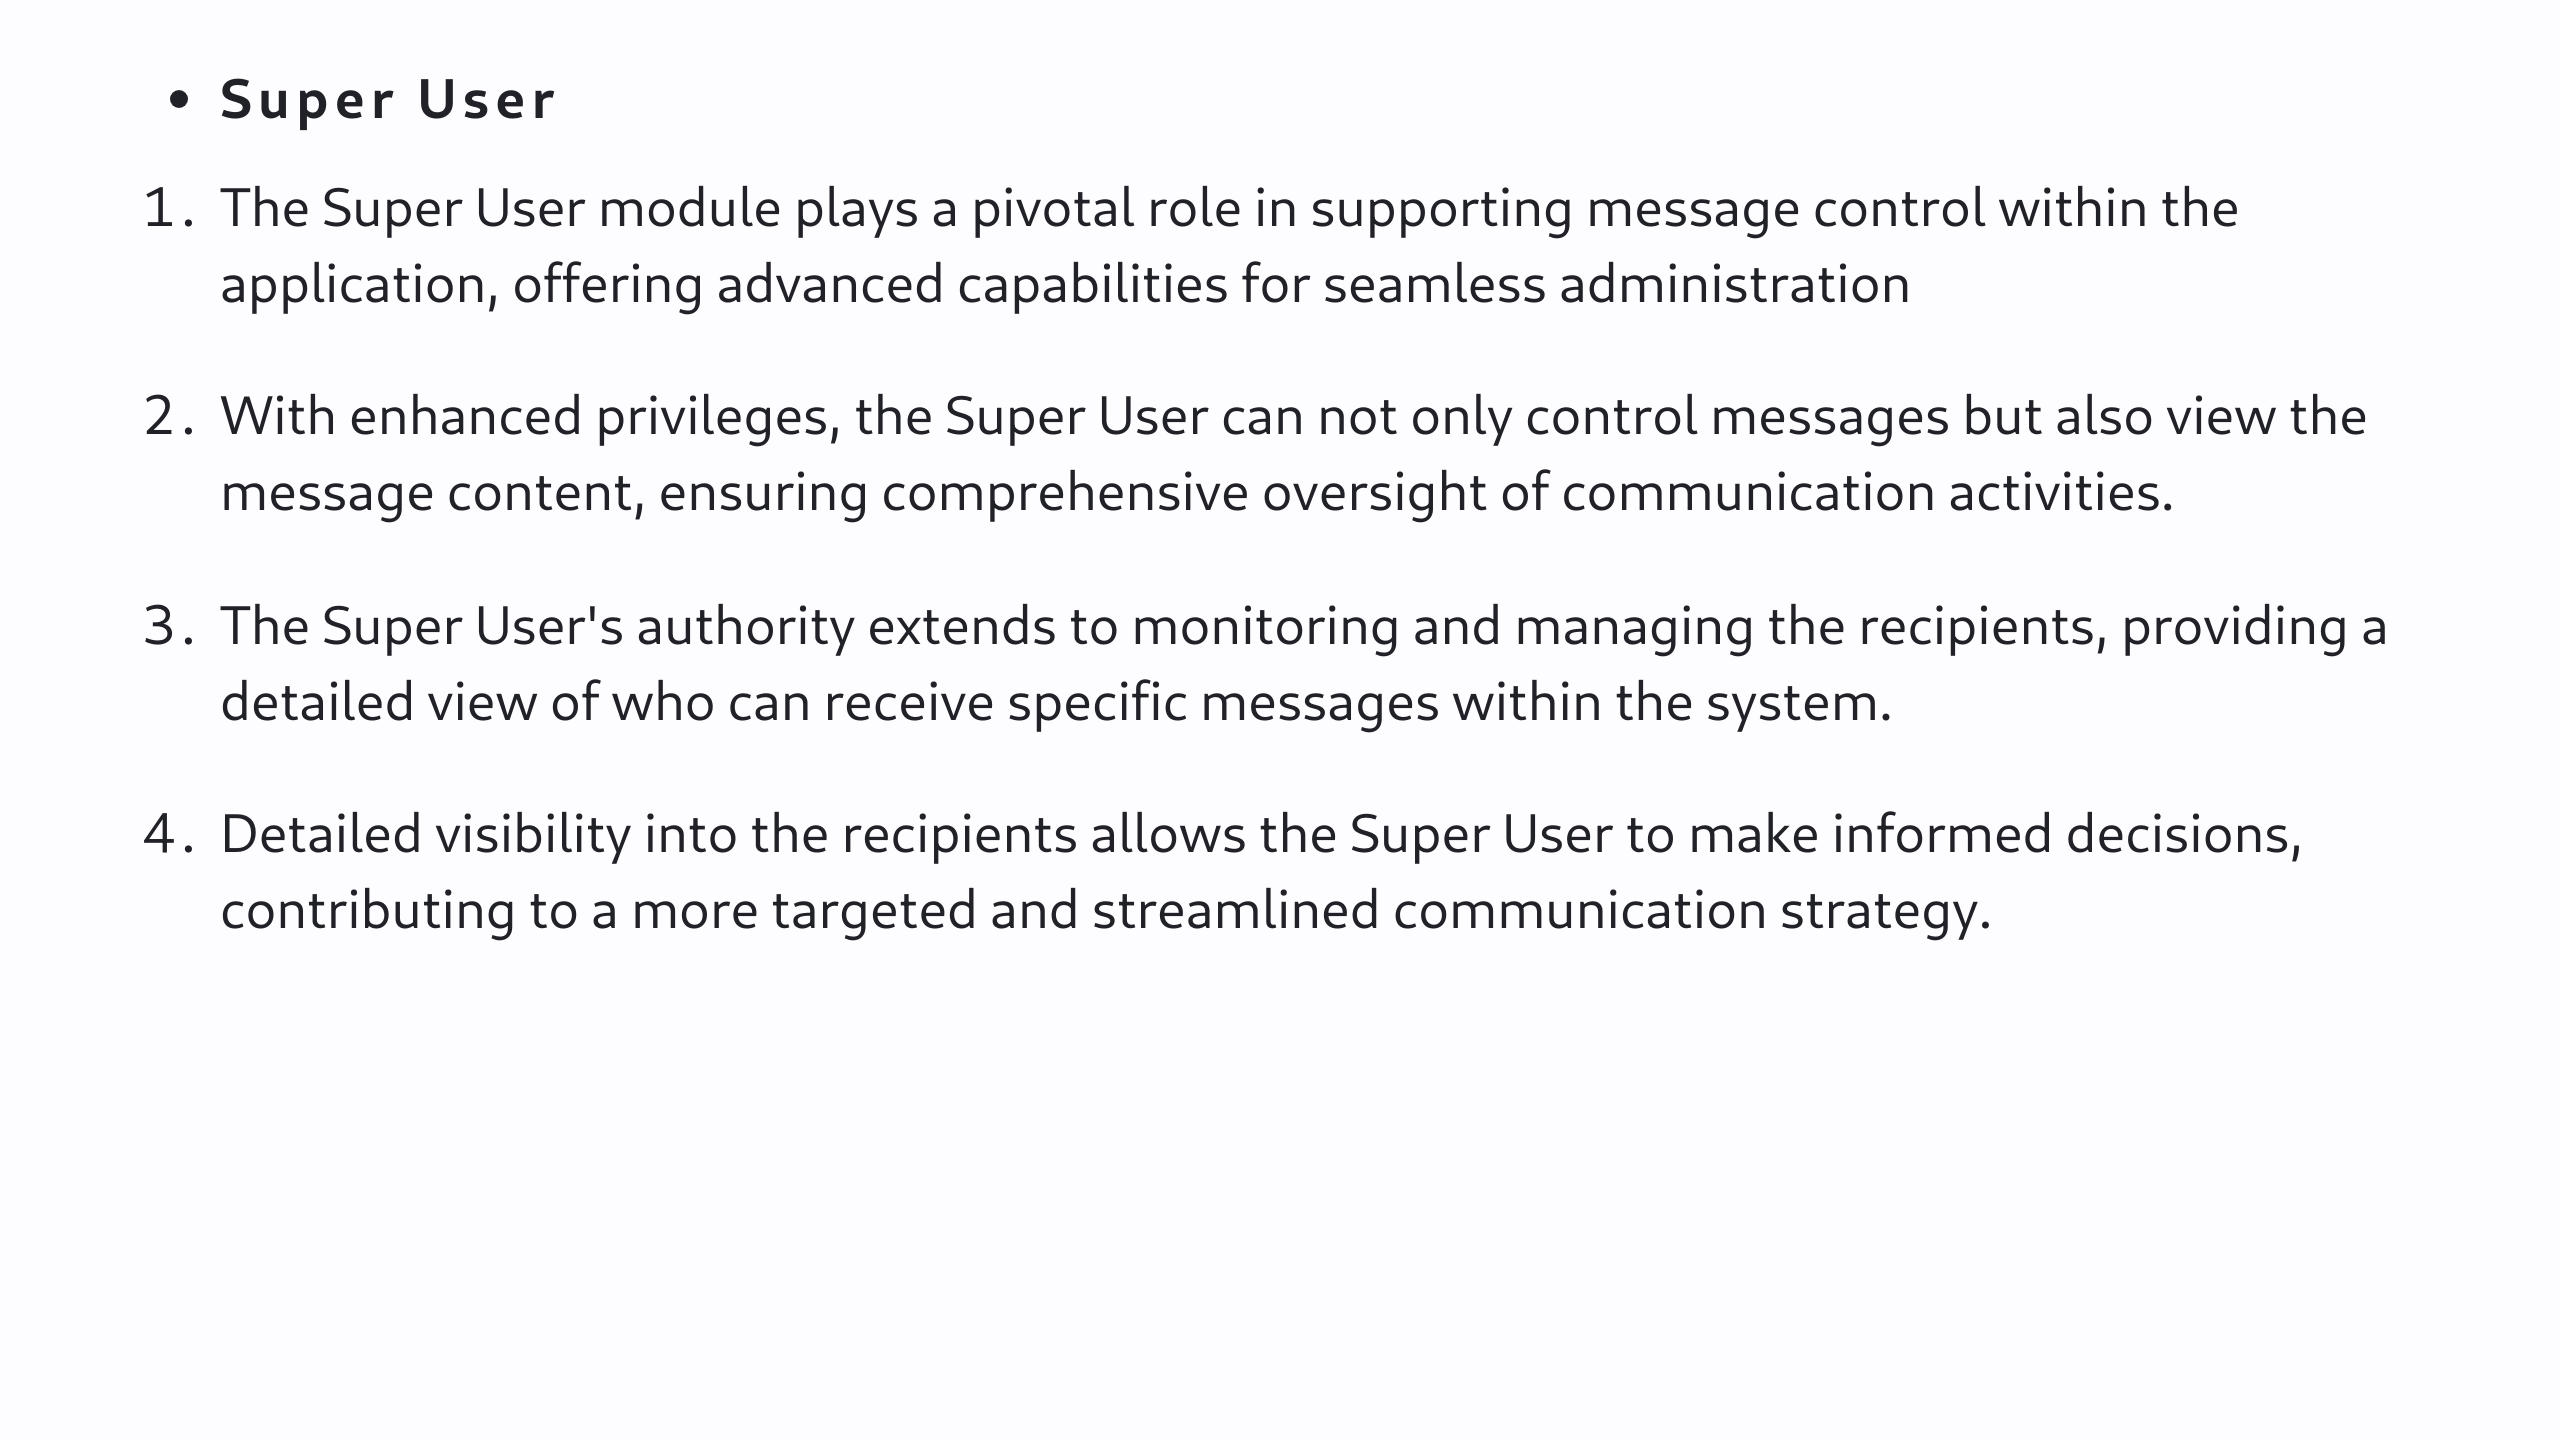 • Super User
1. The Super User module plays a pivotal role in supporting message control within the
application, offering advanced capabilities for seamless administration
2. With enhanced privileges, the Super User can not only control messages but also view the
message content, ensuring comprehensive oversight of communication activities.
3. The Super User's authority extends to monitoring and managing the recipients, providing a
detailed view of who can receive specific messages within the system.
4. Detailed visibility into the recipients allows the Super User to make informed decisions,
contributing to a more targeted and streamlined communication strategy.